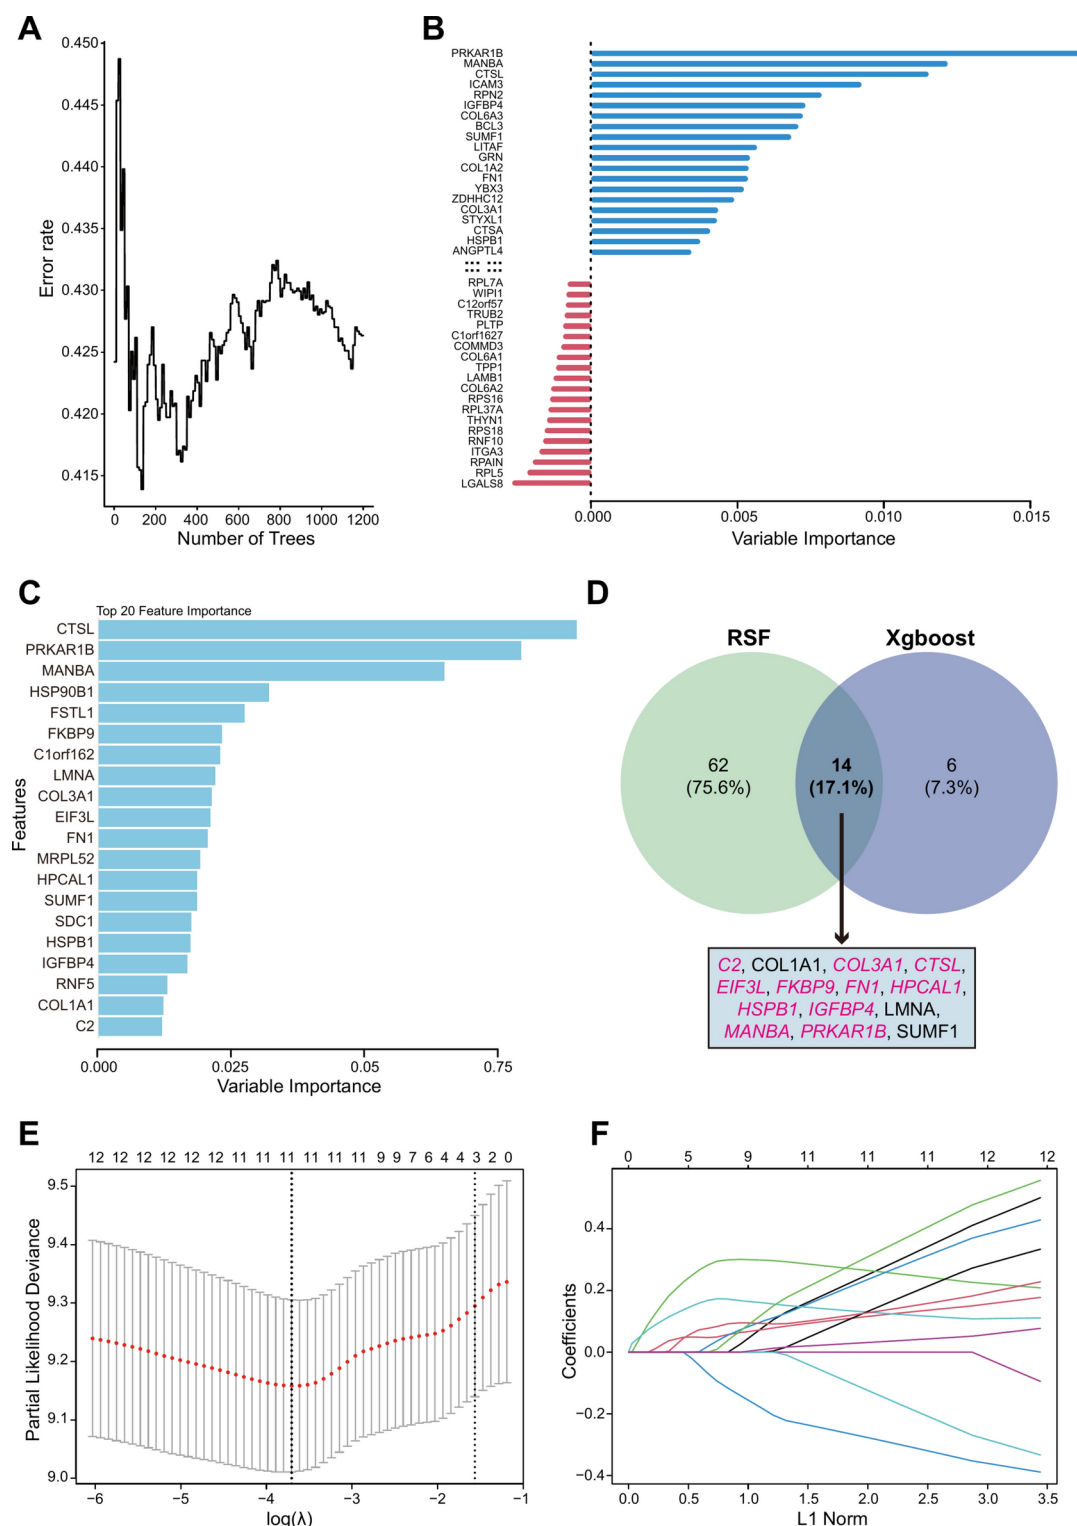 A
0.450
0.445
0.440
0.435
0.430
0.425
0.420
0.415
Error rate
0 200 400 600 800 1000 1200
Number of Trees
B
PRKAR1B
MANBA
CTSL
ICAM3
RPN2
IGFBP4
COL6A3
BCL3
SUMF1
LITAF
GRN
COL1A2
FN1
YBX3
ZDHHC12
COL3A1
STYXL1
CTSA
HSPB1
ANGPTL4
RPL7A
WIPI1
C12orf57
TRUB2
PLTP
C1orf1627
COMMD3
COL6A1
TPP1
LAMB1
COL6A2
RPS16
RPL37A
THYN1
RPS18
RNF10
ITGA3
RPAIN
RPL5
LGALS8
0.000 0.005 0.010 0.015
Variable Importance
C
Top 20 Feature Importance
CTSL
PRKAR1B
MANBA
HSP90B1
FSTL1
FKBP9
C1orf162
LMNA
COL3A1
EIF3L
FN1
MRPL52
HPCAL1
SUMF1
SDC1
HSPB1
IGFBP4
RNF5
COL1A1
C2
Features
0.000 0.025 0.05 0.75
Variable Importance
D
RSF Xgboost
62 14 6
(75.6%) (17.1%) (7.3%)
C2, COL1A1, COL3A1, CTSL,
EIF3L, FKBP9, FN1, HPCAL1,
HSPB1, IGFBP4, LMNA,
MANBA, PRKAR1B, SUMF1
E
12 12 12 12 12 12 11 11 11 11 11 11 9 9 7 6 4 4 3 2 0
9.5
9.4
9.3
9.2
9.1
9.0
Partial Likelihood Deviance
−6 −5 −4 −3 −2 −1
log(λ)
F
0 5 9 11 11 11 12 12
0.4
0.2
0.0
−0.2
−0.4
Coefficients
0.0 0.5 1.0 1.5 2.0 2.5 3.0 3.5
L1 Norm